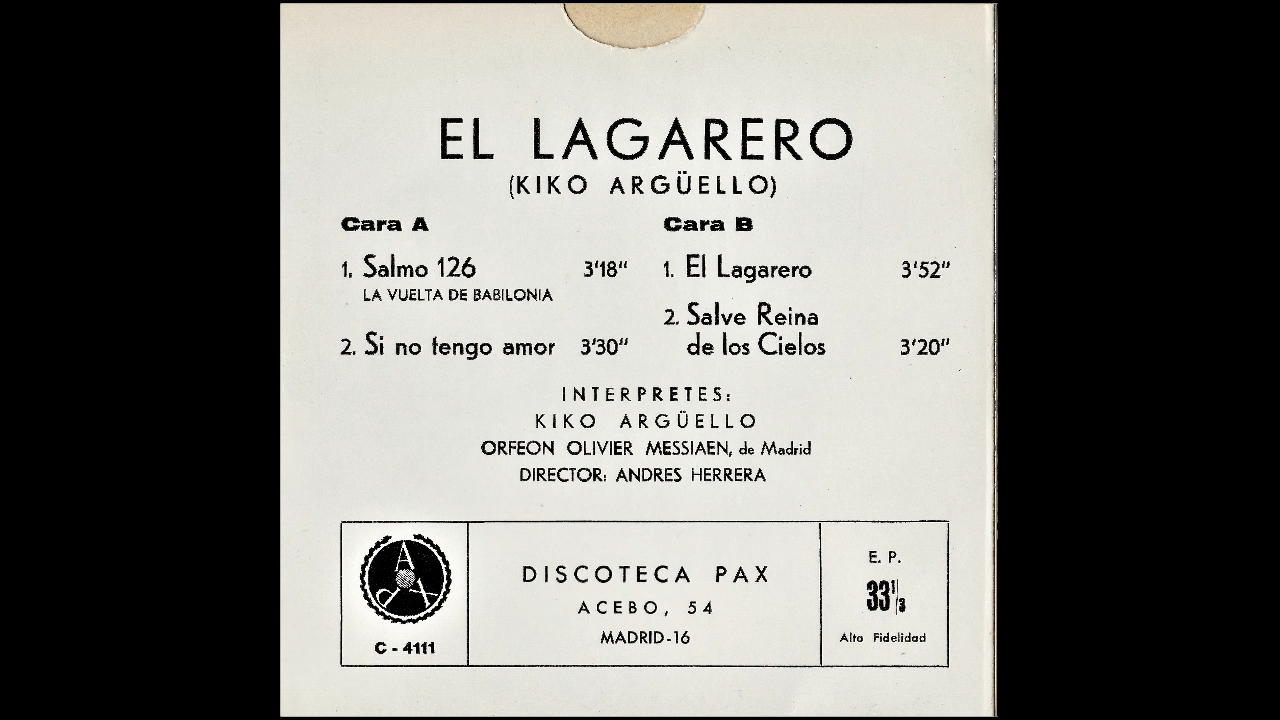 EL LAGARERO
(KIKO ARGÜELLO)
Cara A
1. Salmo 126 3'18"
LA VUELTA DE BABILONIA
2. Si no tengo amor 3'30"
Cara B
1. El Lagarero 3'52"
2. Salve Reina
de los Cielos 3'20"
INTERPRETES:
KIKO ARGÜELLO
ORFEON OLIVIER MESSIAEN, de Madrid
DIRECTOR: ANDRES HERRERA
PAX
C - 4111
DISCOTECA PAX
ACEBO, 54
MADRID-16
E. P.
33 1/3
Alta Fidelidad